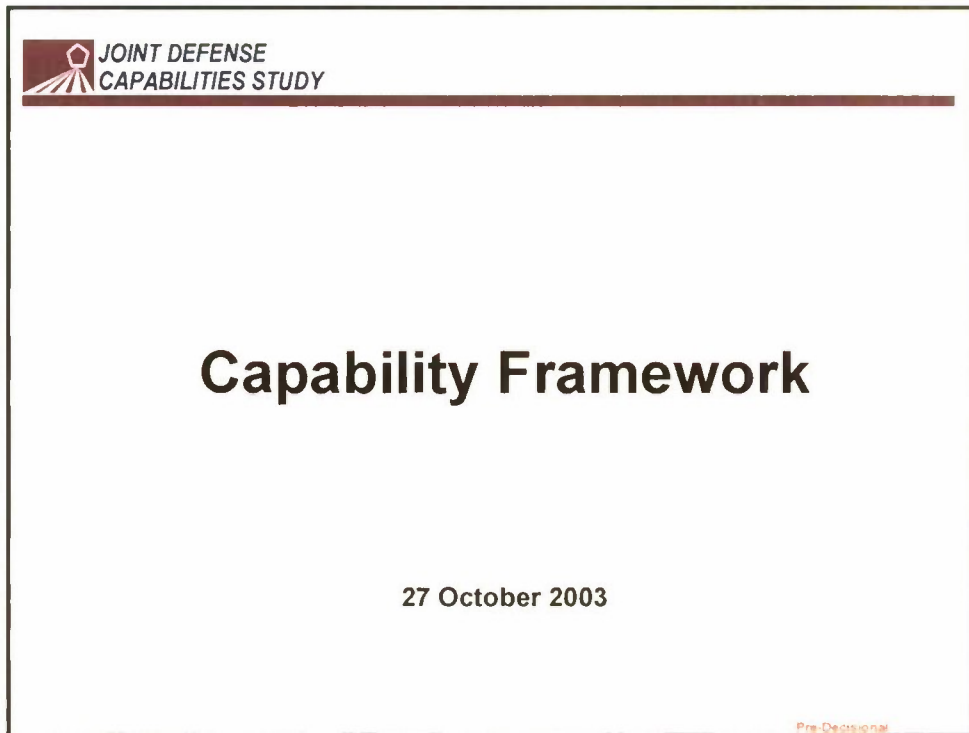 JOINT DEFENSE
CAPABILITIES STUDY
Capability Framework
27 October 2003
Pre-Decisional